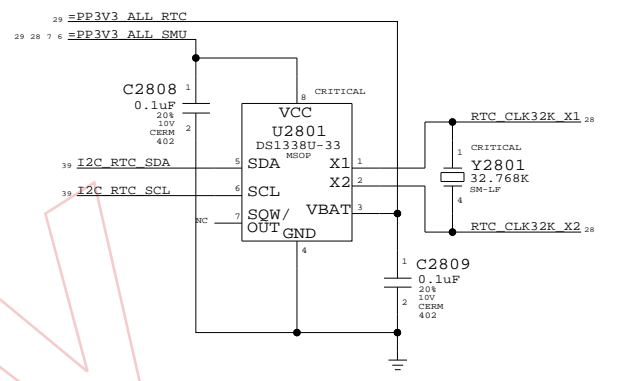 29 =PP3V3_ALL_RTC
29 28 7 6 =PP3V3_ALL_SMU
C2808 1
0.1uF
20%
10V
CERM
402
2
8 CRITICAL
VCC
U2801
DS1338U-33
MSOP
39 I2C_RTC_SDA 5 SDA
39 I2C_RTC_SCL 6 SCL
NC 7 SQW/
OUT
GND
4
X1 1
X2 2
VBAT 3
RTC_CLK32K_X1 28
1 CRITICAL
Y2801
32.768K
SM-LF
4
RTC_CLK32K_X2 28
1 C2809
0.1uF
20%
10V
CERM
402
2